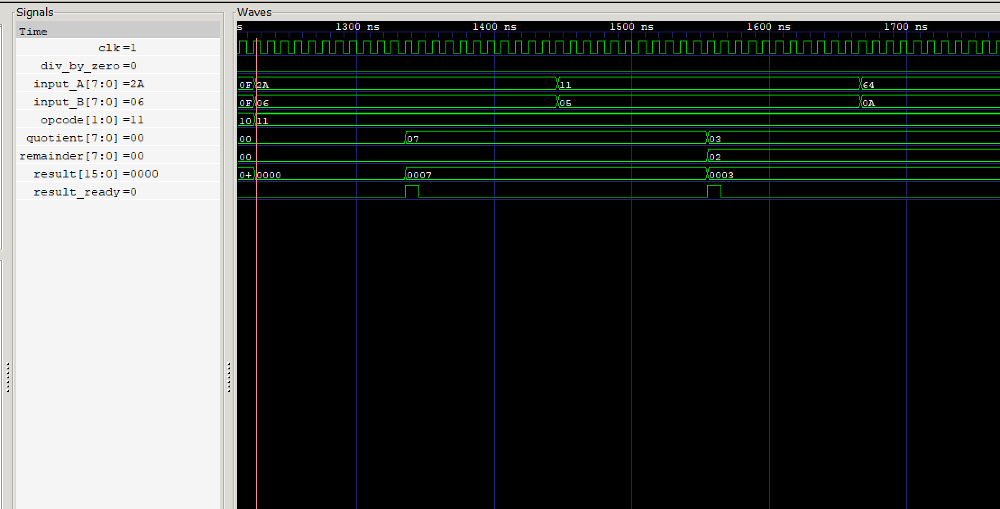 Signals Waves
Time s 1300 ns 1400 ns 1500 ns 1600 ns 1700 ns
clk=1
div_by_zero=0
input_A[7:0]=2A 0F 2A 11 64
input_B[7:0]=06 0F 06 05 0A
opcode[1:0]=11 10 11
quotient[7:0]=00 00 07 03
remainder[7:0]=00 00 02
result[15:0]=0000 0+ 0000 0007 0003
result_ready=0